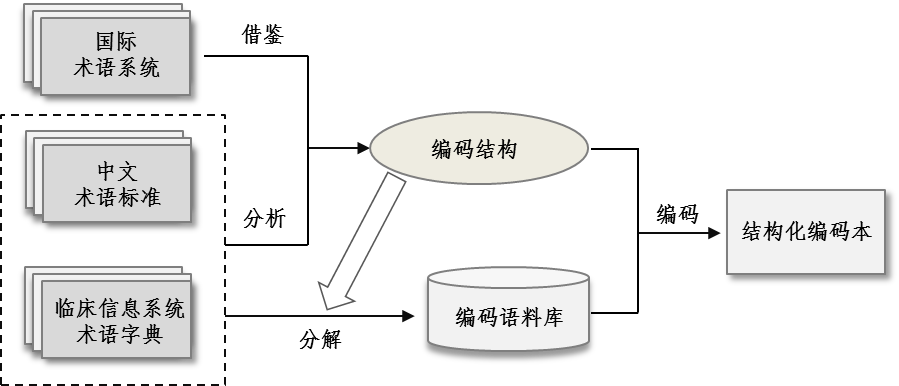 国际
术语系统
借鉴
中文
术语标准
分析
编码结构
编码
结构化编码本
临床信息系统
术语字典
分解
编码语料库